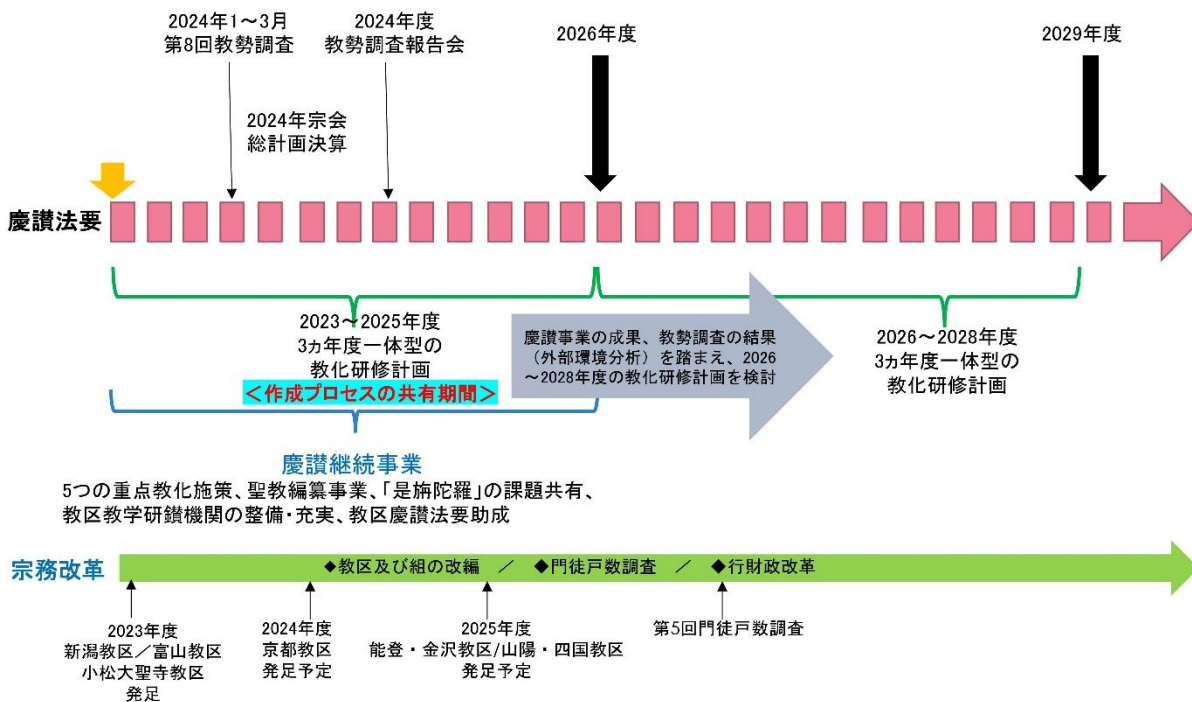 2024年1～3月
第8回教勢調査
2024年度
教勢調査報告会
2026年度
2029年度
2024年宗会
総計画決算
慶讃法要
2023～2025年度
3ヵ年度一体型の
教化研修計画
＜作成プロセスの共有期間＞
慶讃事業の成果、教勢調査の結果
（外部環境分析）を踏まえ、2026
～2028年度の教化研修計画を検討
2026～2028年度
3ヵ年度一体型の
教化研修計画
慶讃継続事業
5つの重点教化施策、聖教編纂事業、「是旃陀羅」の課題共有、
教区教学研鑚機関の整備・充実、教区慶讃法要助成
宗務改革
◆教区及び組の改編　／　◆門徒戸数調査　／　◆行財政改革
2023年度
新潟教区／富山教区
小松大聖寺教区
発足
2024年度
京都教区
発足予定
2025年度
能登・金沢教区/山陽・四国教区
発足予定
第5回門徒戸数調査